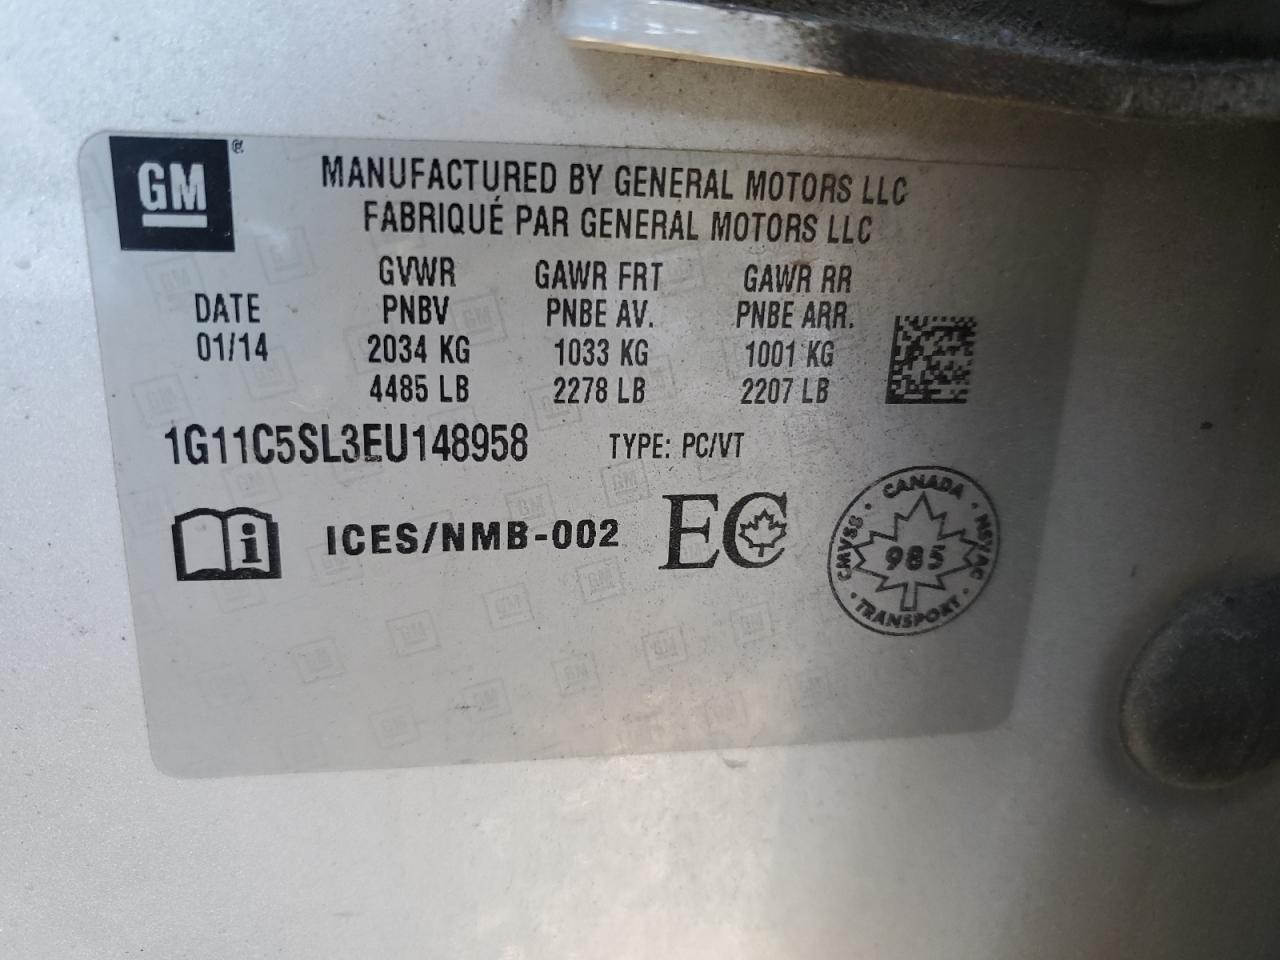 GM®
MANUFACTURED BY GENERAL MOTORS LLC
FABRIQUÉ PAR GENERAL MOTORS LLC
GVWR GAWR FRT GAWR RR
DATE PNBV PNBE AV. PNBE ARR.
01/14 2034 KG 1033 KG 1001 KG
4485 LB 2278 LB 2207 LB
1G11C5SL3EU148958 TYPE: PC/VT
i ICES/NMB-002 EC
CANADA
CMVSS 985 NSVAC
TRANSPORT